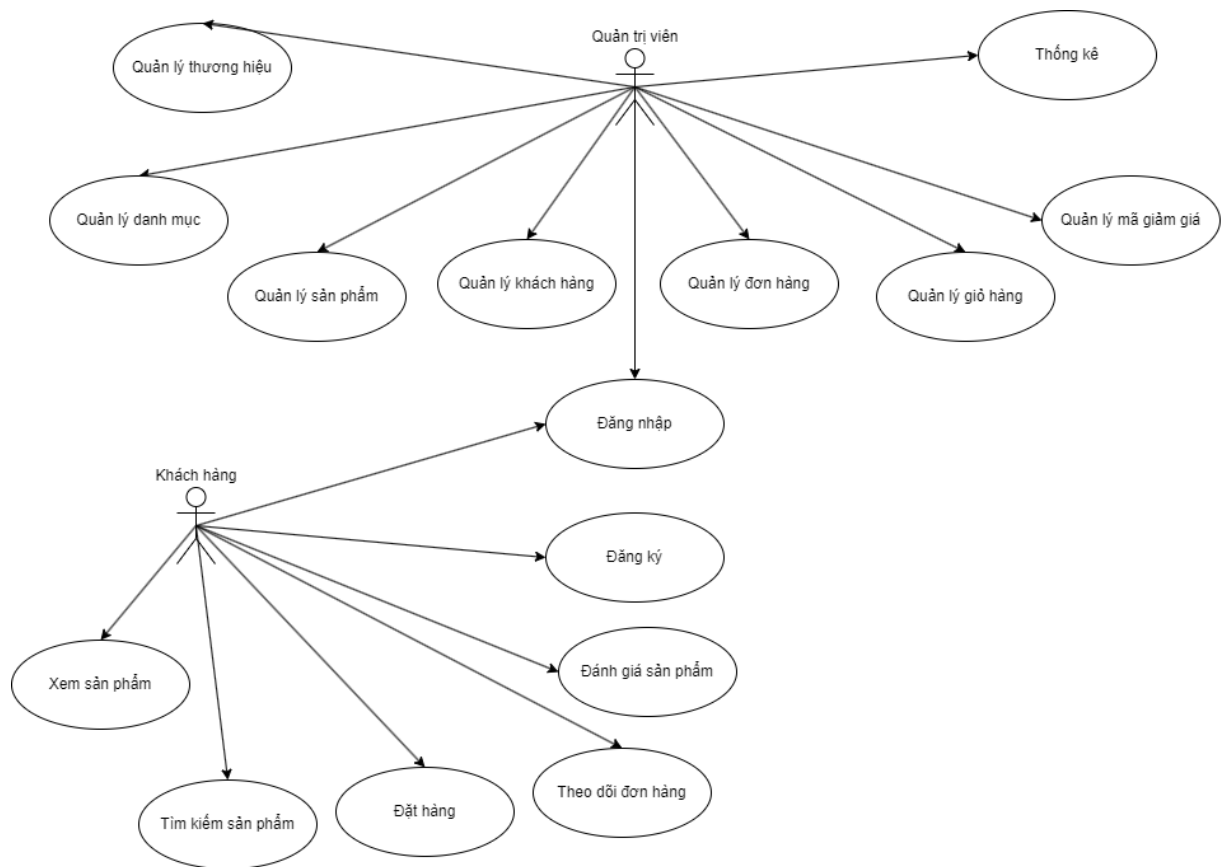 Quản trị viên
Thống kê
Quản lý thương hiệu
Quản lý danh mục
Quản lý mã giảm giá
Quản lý sản phẩm
Quản lý khách hàng
Quản lý đơn hàng
Quản lý giỏ hàng
Đăng nhập
Khách hàng
Đăng ký
Đánh giá sản phẩm
Xem sản phẩm
Theo dõi đơn hàng
Đặt hàng
Tìm kiếm sản phẩm